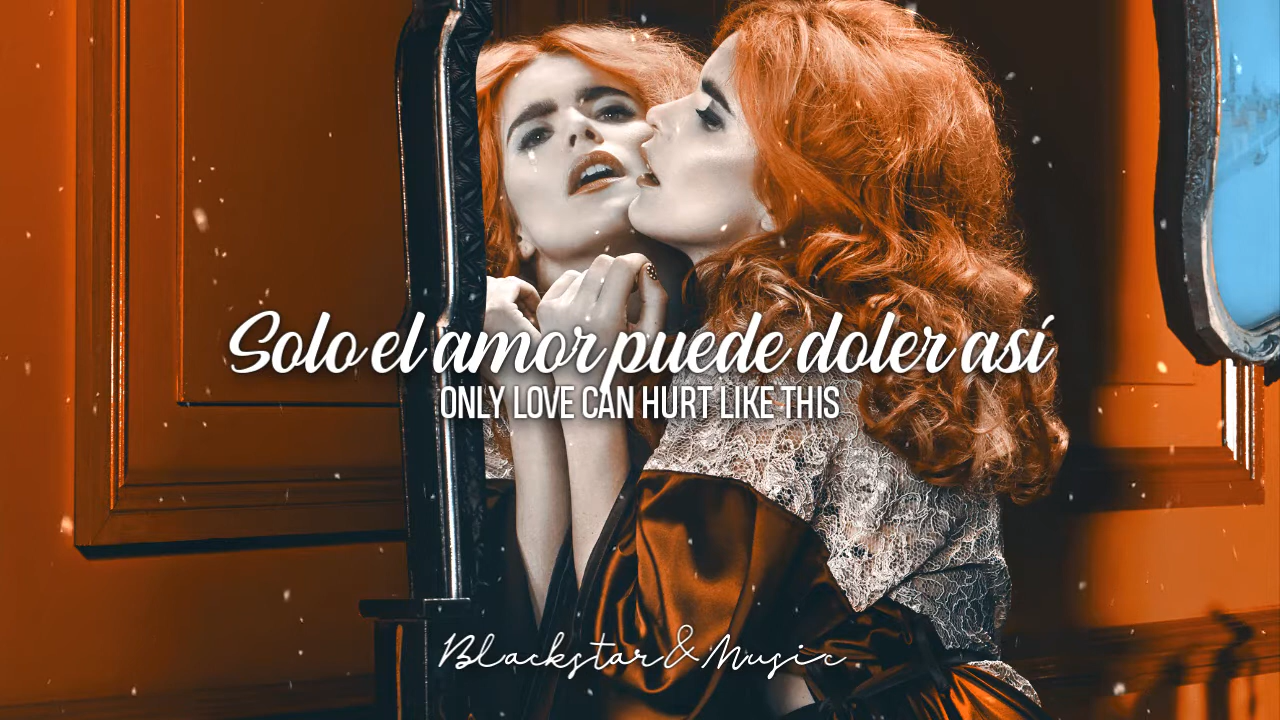 Solo el amor puede doler así
ONLY LOVE CAN HURT LIKE THIS
Blackstar&Music